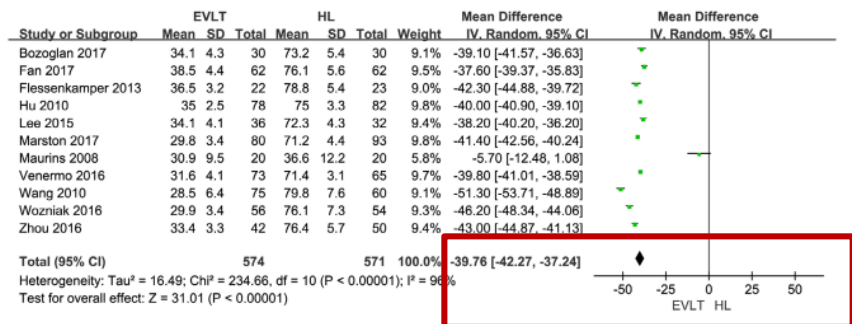 EVLT HL Mean Difference Mean Difference
Study or Subgroup Mean SD Total Mean SD Total Weight IV, Random, 95% CI IV, Random, 95% CI
Bozoglan 2017 34.1 4.3 30 73.2 5.4 30 9.1% -39.10 [-41.57, -36.63]
Fan 2017 38.5 4.4 62 76.1 5.6 62 9.5% -37.60 [-39.37, -35.83]
Flessenkamper 2013 36.5 3.2 22 78.8 5.4 23 9.0% -42.30 [-44.88, -39.72]
Hu 2010 35 2.5 78 75 3.3 82 9.8% -40.00 [-40.90, -39.10]
Lee 2015 34.1 4.1 36 72.3 4.3 32 9.4% -38.20 [-40.20, -36.20]
Marston 2017 29.8 3.4 80 71.2 4.4 93 9.7% -41.40 [-42.56, -40.24]
Maurins 2008 30.9 9.5 20 36.6 12.2 20 5.8% -5.70 [-12.48, 1.08]
Venermo 2016 31.6 4.1 73 71.4 3.1 65 9.7% -39.80 [-41.01, -38.59]
Wang 2010 28.5 6.4 75 79.8 7.6 60 9.1% -51.30 [-53.71, -48.89]
Wozniak 2016 29.9 3.4 56 76.1 7.3 54 9.3% -46.20 [-48.34, -44.06]
Zhou 2016 33.4 3.3 42 76.4 5.7 50 9.5% -43.00 [-44.87, -41.13]
Total (95% CI) 574 571 100.0% -39.76 [-42.27, -37.24]
Heterogeneity: Tau² = 16.49; Chi² = 234.66, df = 10 (P < 0.00001); I² = 96%
Test for overall effect: Z = 31.01 (P < 0.00001)
-50 -25 0 25 50
EVLT HL